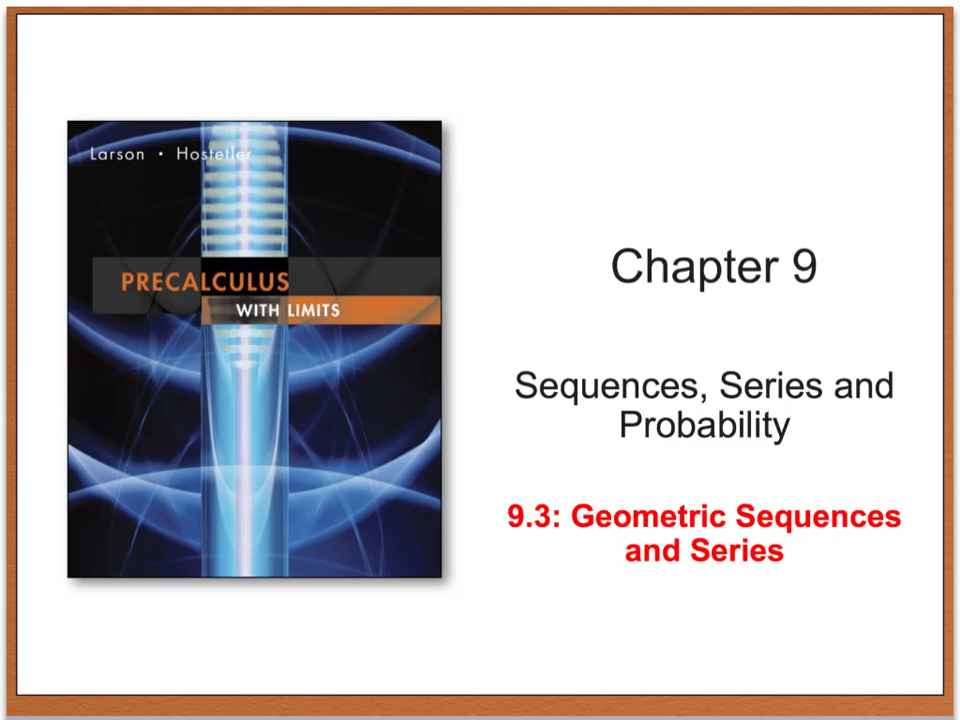 Larson • Hostetler
PRECALCULUS
WITH LIMITS
Chapter 9
Sequences, Series and
Probability
9.3: Geometric Sequences
and Series